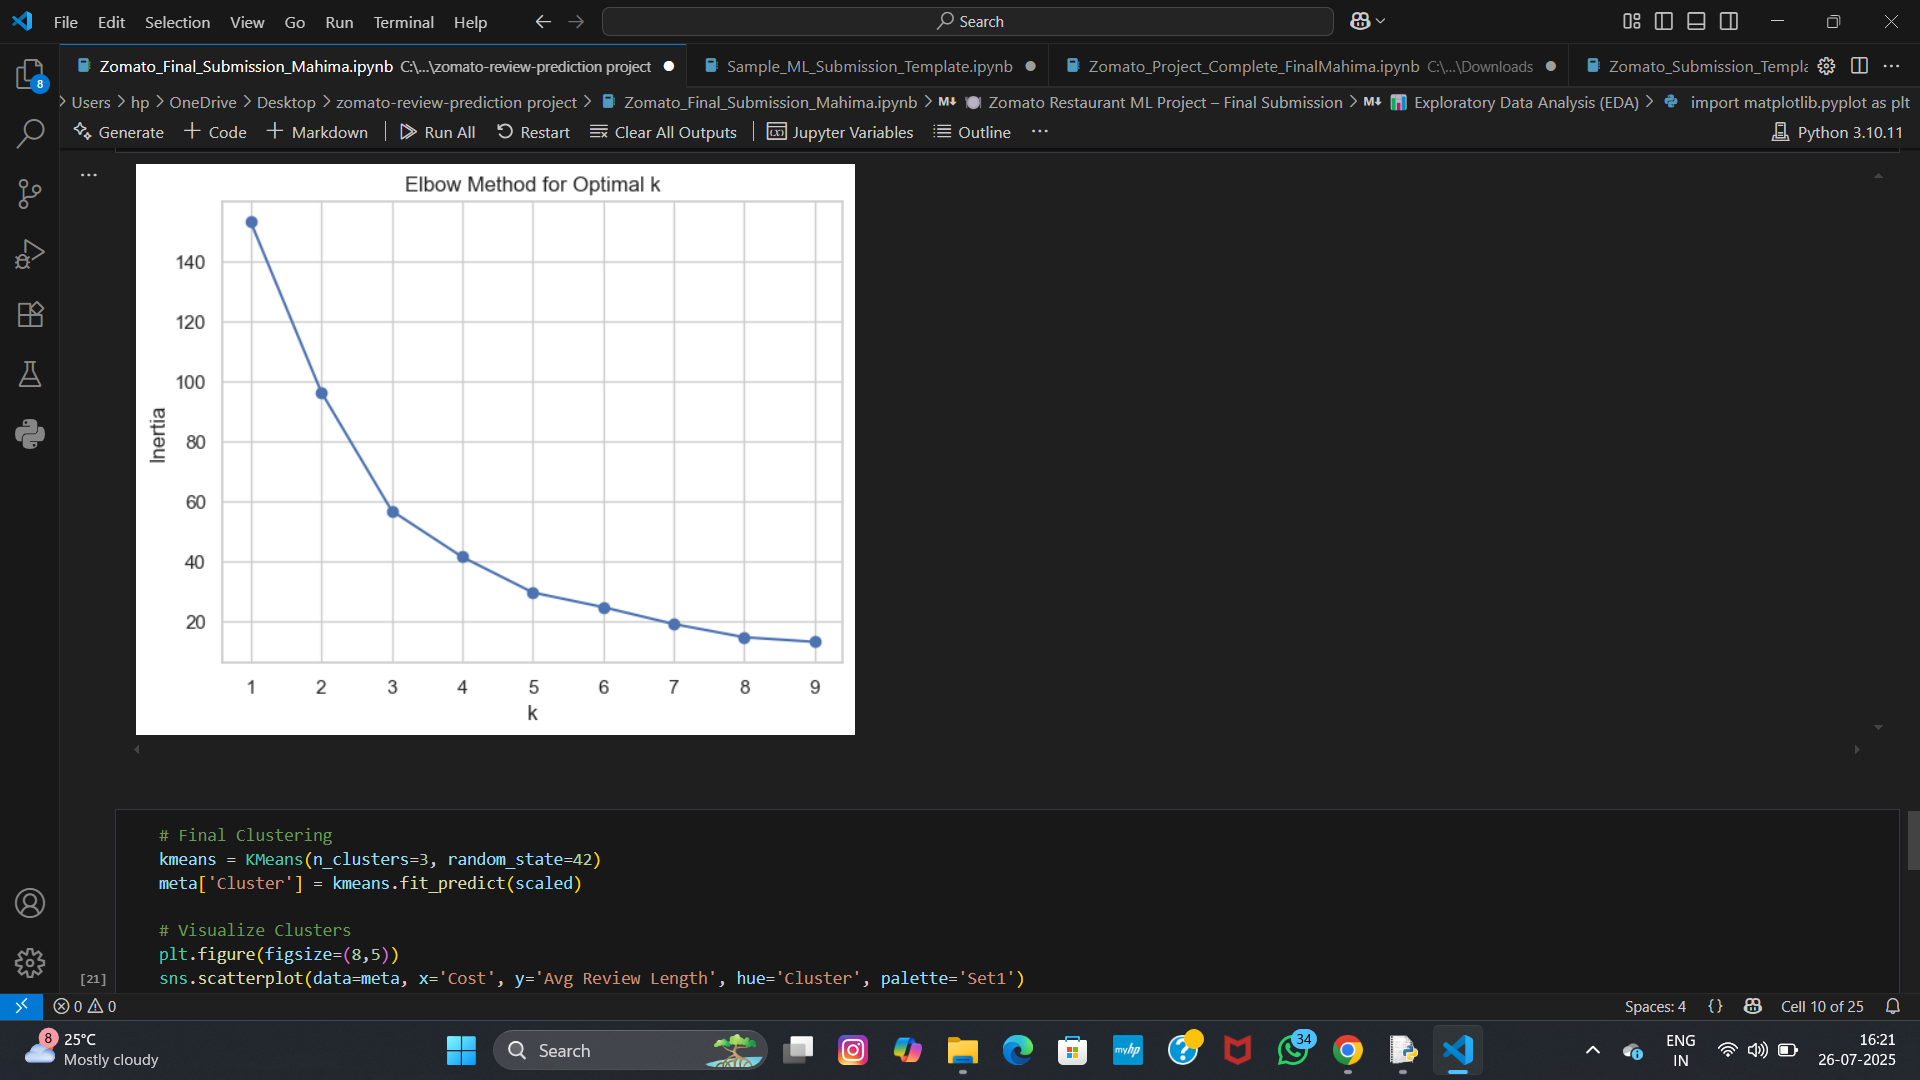 File Edit Selection View Go Run Terminal Help
Search
8
Zomato_Final_Submission_Mahima.ipynb C:\...\zomato-review-prediction project
Sample_ML_Submission_Template.ipynb
Zomato_Project_Complete_FinalMahima.ipynb C:\...\Downloads
Zomato_Submission_Templa
Users > hp > OneDrive > Desktop > zomato-review-prediction project > Zomato_Final_Submission_Mahima.ipynb > M↓ Zomato Restaurant ML Project – Final Submission > M↓ Exploratory Data Analysis (EDA) > import matplotlib.pyplot as plt
Generate + Code + Markdown Run All Restart Clear All Outputs Jupyter Variables Outline ...
Python 3.10.11
...
Elbow Method for Optimal k
140
120
100
80
60
40
20
Inertia
1 2 3 4 5 6 7 8 9
k
# Final Clustering
kmeans = KMeans(n_clusters=3, random_state=42)
meta['Cluster'] = kmeans.fit_predict(scaled)
# Visualize Clusters
plt.figure(figsize=(8,5))
sns.scatterplot(data=meta, x='Cost', y='Avg Review Length', hue='Cluster', palette='Set1')
[21]
0 0
Spaces: 4 {} Cell 10 of 25
8
25°C
Mostly cloudy
Search
myhp
?
34
ENG
IN
16:21
26-07-2025